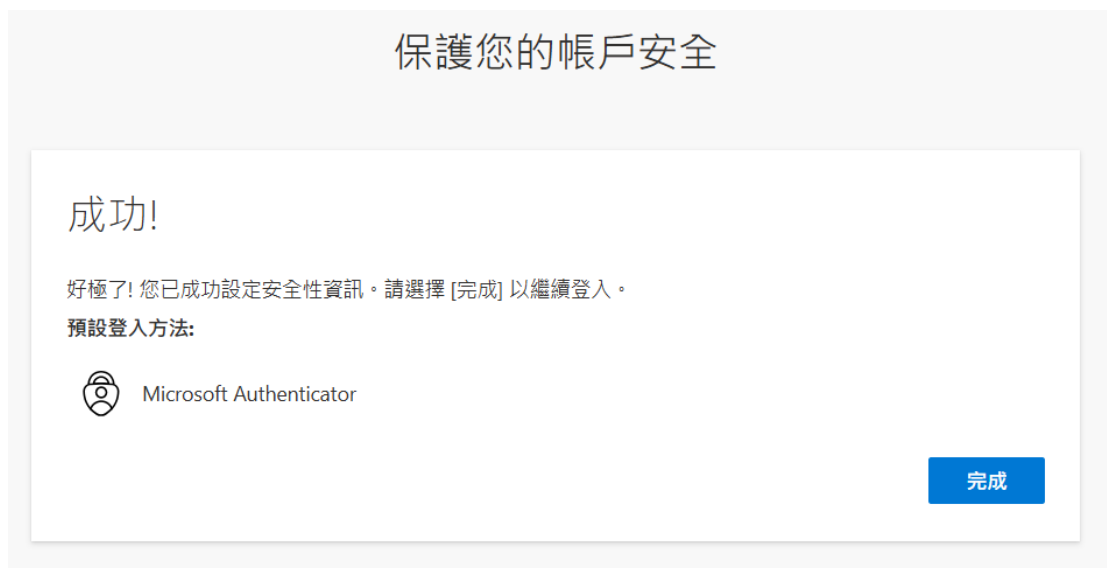 保護您的帳戶安全
成功!
好極了! 您已成功設定安全性資訊。請選擇 [完成] 以繼續登入。
預設登入方法:
Microsoft Authenticator
完成